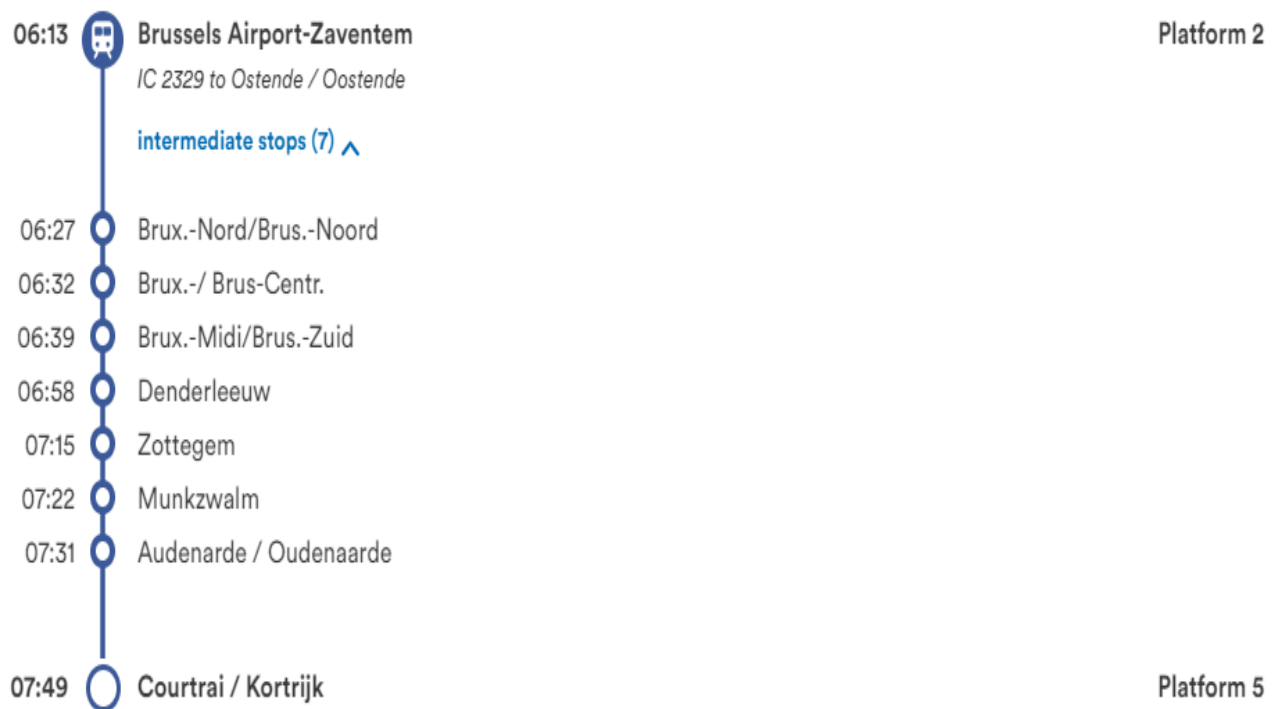 06:13 Brussels Airport-Zaventem Platform 2
IC 2329 to Ostende / Oostende
intermediate stops (7)
06:27 Brux.-Nord/Brus.-Noord
06:32 Brux.-/ Brus-Centr.
06:39 Brux.-Midi/Brus.-Zuid
06:58 Denderleeuw
07:15 Zottegem
07:22 Munkzwalm
07:31 Audenarde / Oudenaarde
07:49 Courtrai / Kortrijk Platform 5